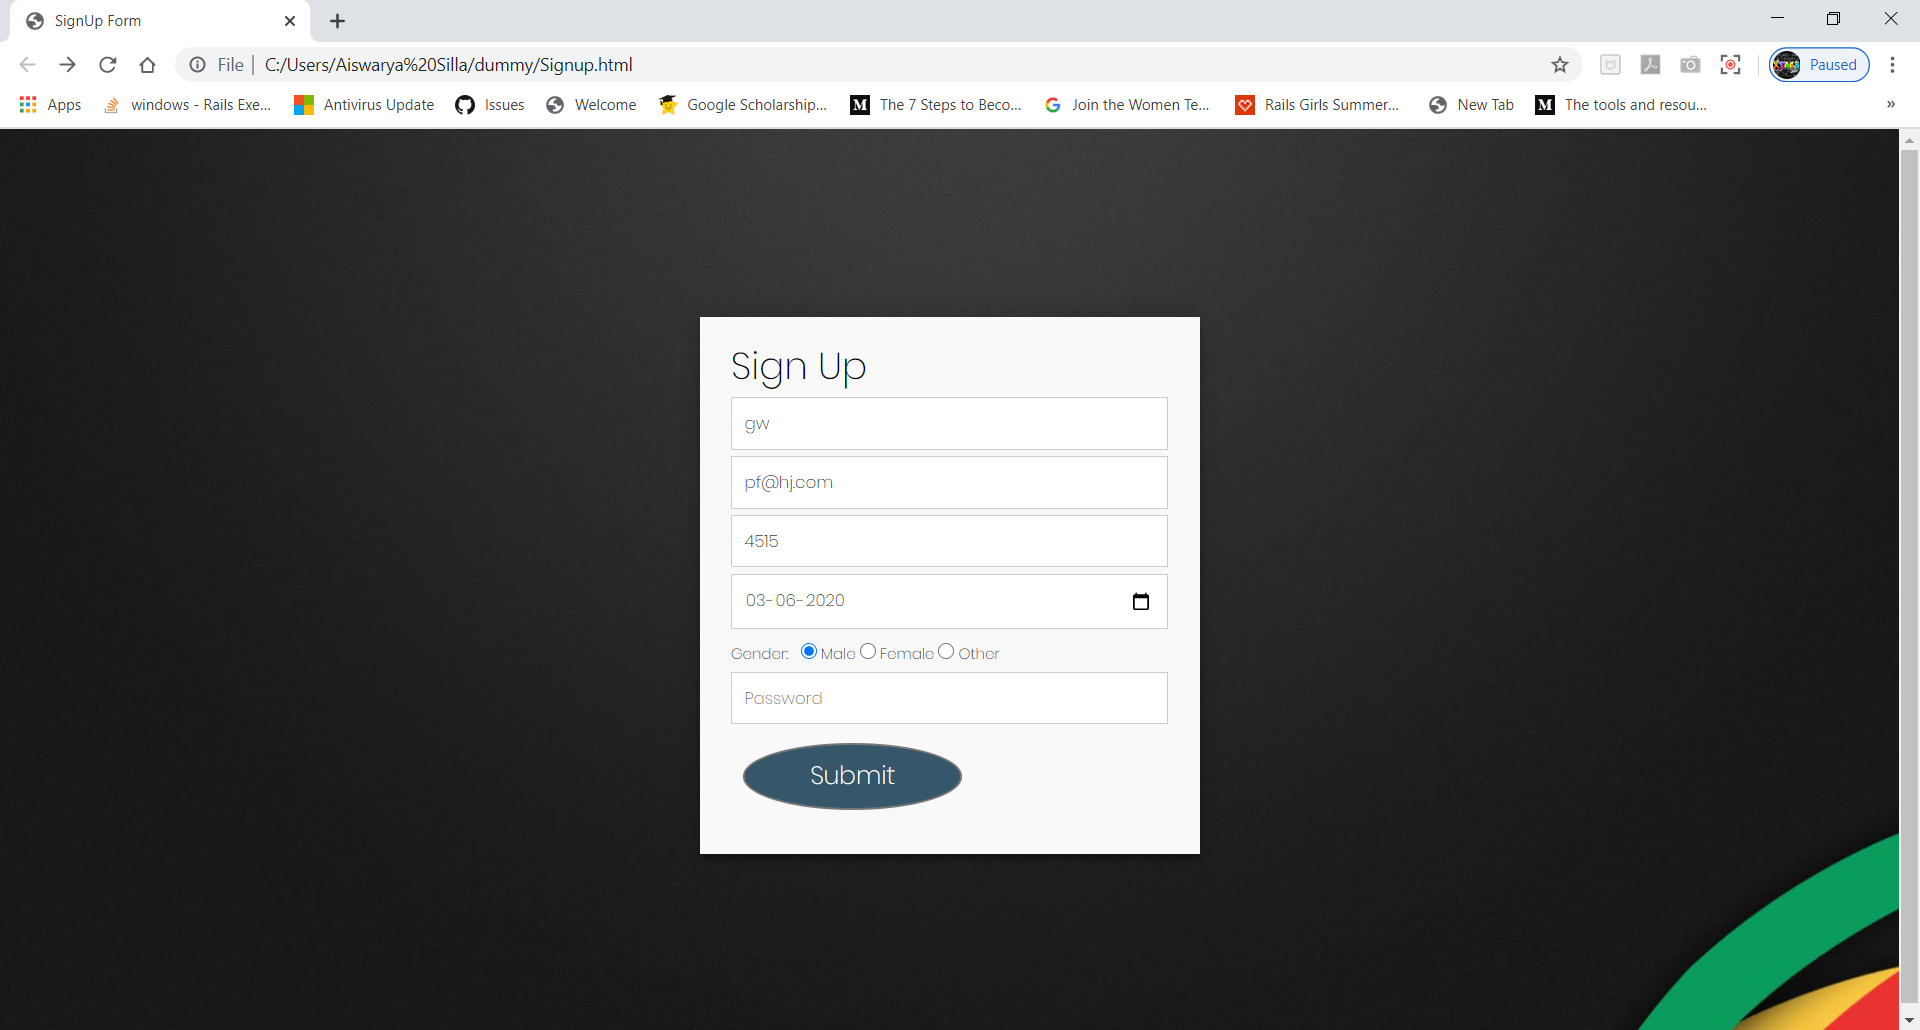 SignUp Form
File | C:/Users/Aiswarya%20Silla/dummy/Signup.html
Paused
Apps windows - Rails Exe... Antivirus Update Issues Welcome Google Scholarship... M The 7 Steps to Beco... G Join the Women Te... Rails Girls Summer... New Tab M The tools and resou... »
Sign Up
gw
pf@hj.com
4515
03-06-2020
Gender: Male Female Other
Password
Submit